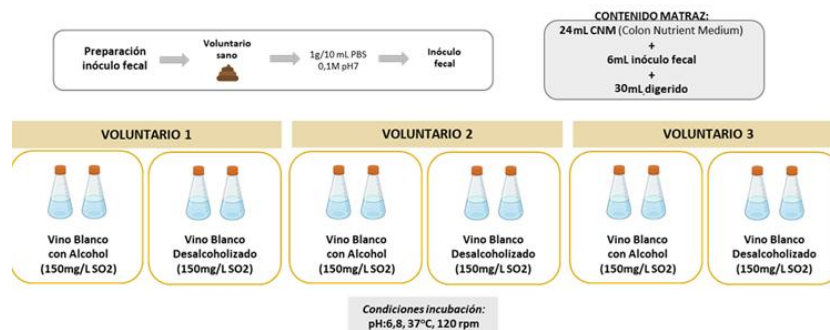 Preparación
inóculo fecal
Voluntario
sano
1g/10 mL PBS
0,1M pH7
Inóculo
fecal
CONTENIDO MATRAZ:
24mL CNM (Colon Nutrient Medium)
+
6mL inóculo fecal
+
30mL digerido
VOLUNTARIO 1
VOLUNTARIO 2
VOLUNTARIO 3
Vino Blanco
con Alcohol
(150mg/L SO2)
Vino Blanco
Desalcoholizado
(150mg/L SO2)
Vino Blanco
con Alcohol
(150mg/L SO2)
Vino Blanco
Desalcoholizado
(150mg/L SO2)
Vino Blanco
con Alcohol
(150mg/L SO2)
Vino Blanco
Desalcoholizado
(150mg/L SO2)
Condiciones incubación:
pH:6,8, 37ºC, 120 rpm